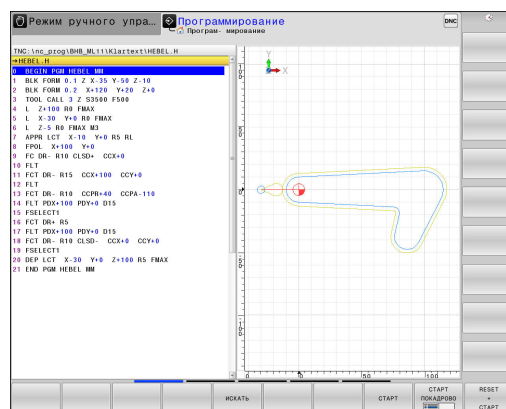 Режим ручного упра…
Программирование
Програм- мирование
DNC
TNC:\nc_prog\BHB_ML11\Klartext\HEBEL.H
→HEBEL.H
0 BEGIN PGM HEBEL MM
1 BLK FORM 0.1 Z X-35 Y-50 Z-10
2 BLK FORM 0.2 X+120 Y+20 Z+0
3 TOOL CALL 3 Z S3500 F500
4 L Z+100 R0 FMAX
5 L X-30 Y+0 R0 FMAX
6 L Z-5 R0 FMAX M3
7 APPR LCT X-10 Y+0 R5 RL
8 FPOL X+100 Y+0
9 FC DR- R10 CLSD+ CCX+0
10 FLT
11 FCT DR- R15 CCX+100 CCY+0
12 FLT
13 FCT DR- R10 CCPR+40 CCPA-110
14 FLT PDX+100 PDY+0 D15
15 FSELECT1
16 FCT DR+ R5
17 FLT PDX+100 PDY+0 D15
18 FCT DR- R10 CLSD- CCX+0 CCY+0
19 FSELECT1
20 DEP LCT X-30 Y+0 Z+100 R5 FMAX
21 END PGM HEBEL MM
Y
X
100
50
0
-50
-100
0
50
100
ИСКАТЬ
СТАРТ
СТАРТ
ПОКАДРОВО
RESET
+
СТАРТ